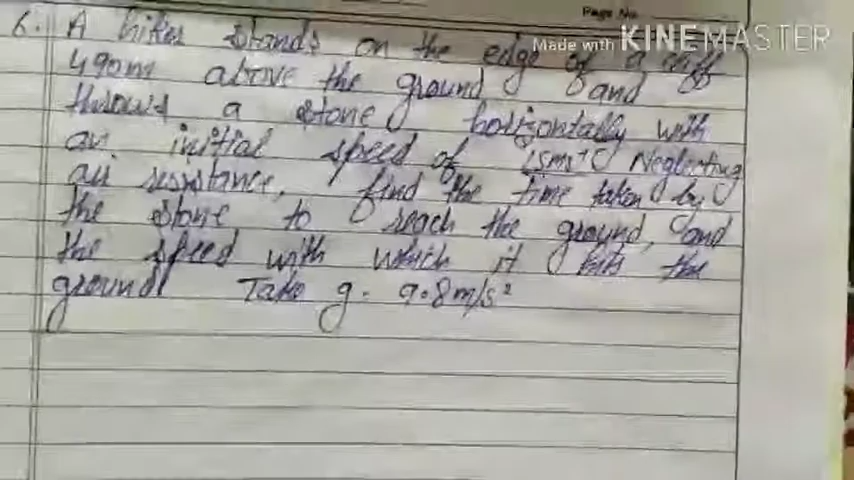 Page No.
Made with KINEMASTER
6. A hiker stands on the edge of a cliff
490m above the ground and
throws a stone horizontally with
an initial speed of 15ms⁻¹ Neglecting
air resistance, find the time taken by
the stone to reach the ground, and
the speed with which it hits the
ground. Take g = 9.8m/s²